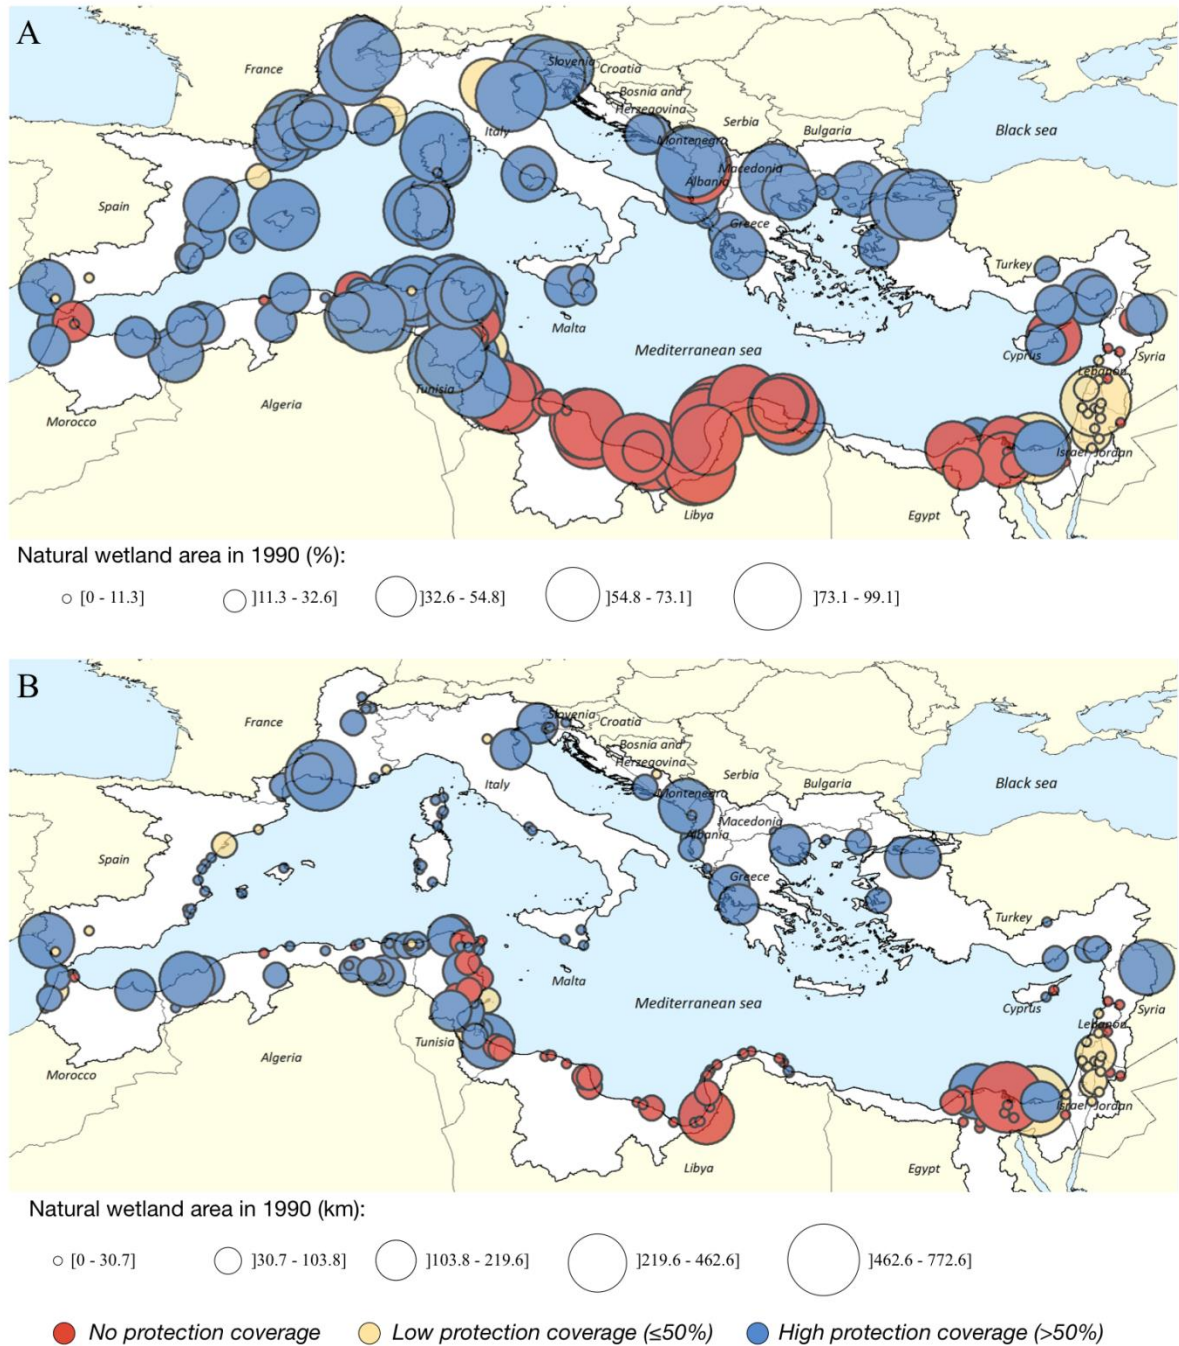 A
France
Slovenia
Croatia
Bosnia and
Herzegovina
Italy
Serbia
Montenegro
Bulgaria
Black sea
Macedonia
Albania
Spain
Greece
Turkey
Malta
Mediterranean sea
Cyprus
Syria
Lebanon
Tunisia
Algeria
Morocco
Israel
Jordan
Libya
Egypt
Natural wetland area in 1990 (%):
[0 - 11.3]
]11.3 - 32.6]
]32.6 - 54.8]
]54.8 - 73.1]
]73.1 - 99.1]
B
France
Slovenia
Croatia
Bosnia and
Herzegovina
Italy
Serbia
Montenegro
Bulgaria
Black sea
Macedonia
Albania
Spain
Greece
Turkey
Malta
Mediterranean sea
Cyprus
Syria
Lebanon
Tunisia
Algeria
Morocco
Israel
Jordan
Libya
Egypt
Natural wetland area in 1990 (km):
[0 - 30.7]
]30.7 - 103.8]
]103.8 - 219.6]
]219.6 - 462.6]
]462.6 - 772.6]
No protection coverage
Low protection coverage (≤50%)
High protection coverage (>50%)